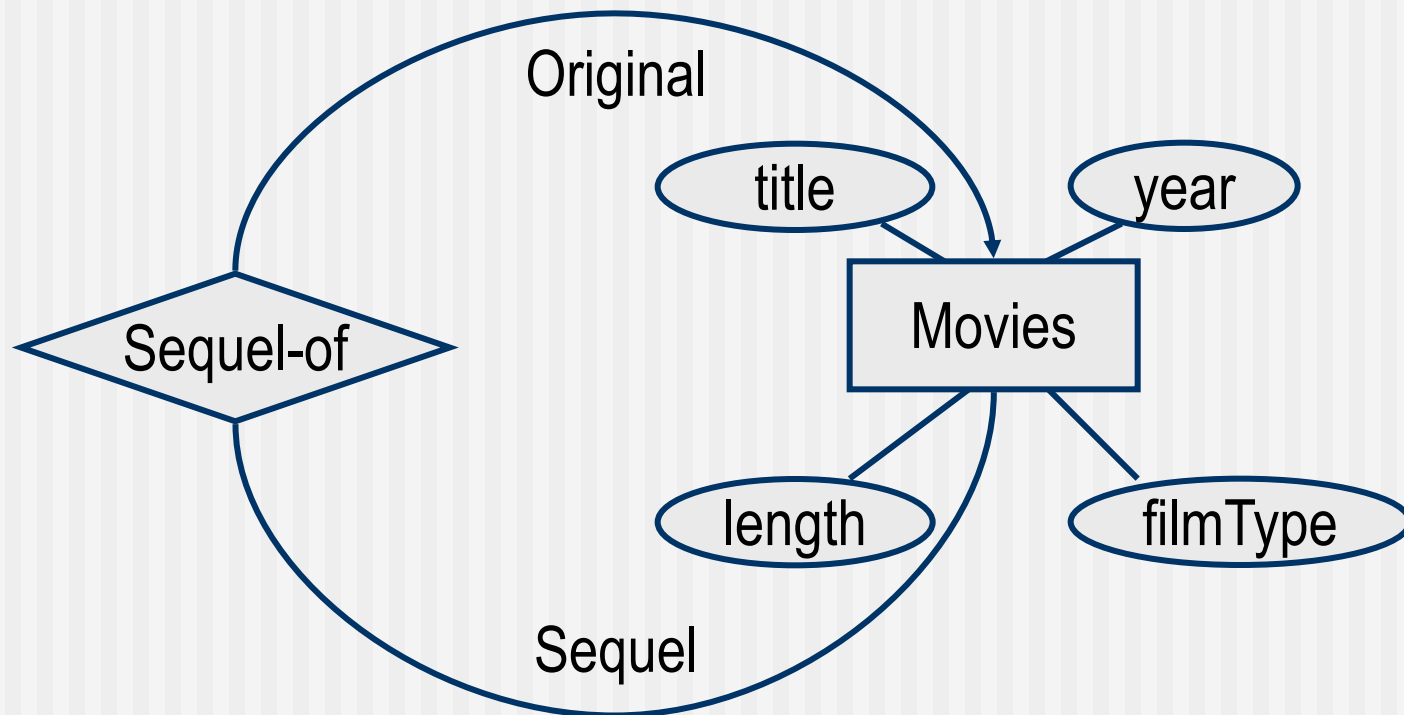 Original
title
year
Movies
Sequel-of
length
filmType
Sequel